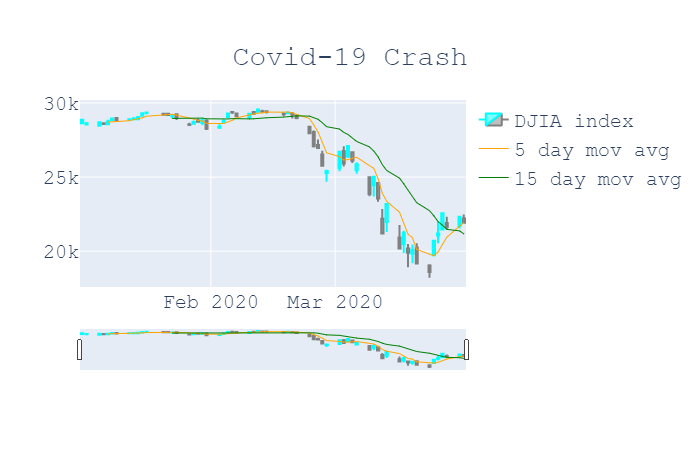 Covid-19 Crash
30k
25k
20k
Feb 2020
Mar 2020
DJIA index
5 day mov avg
15 day mov avg